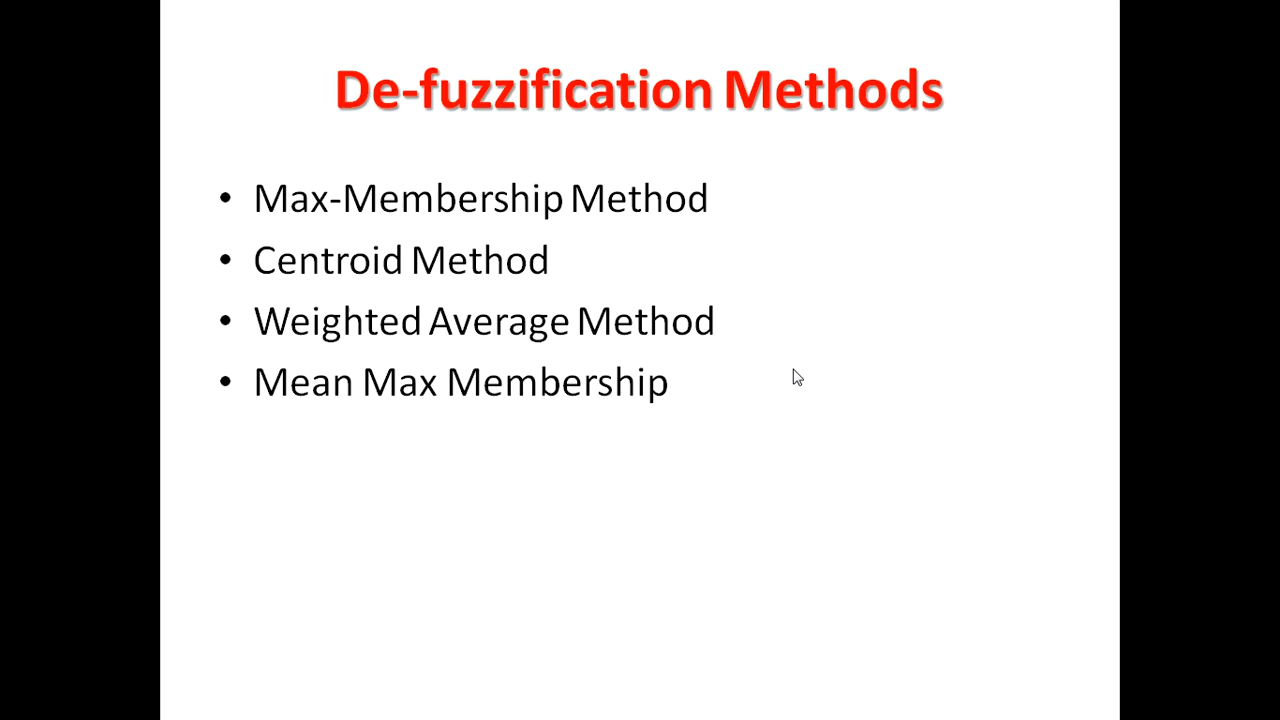 De-fuzzification Methods
• Max-Membership Method
• Centroid Method
• Weighted Average Method
• Mean Max Membership